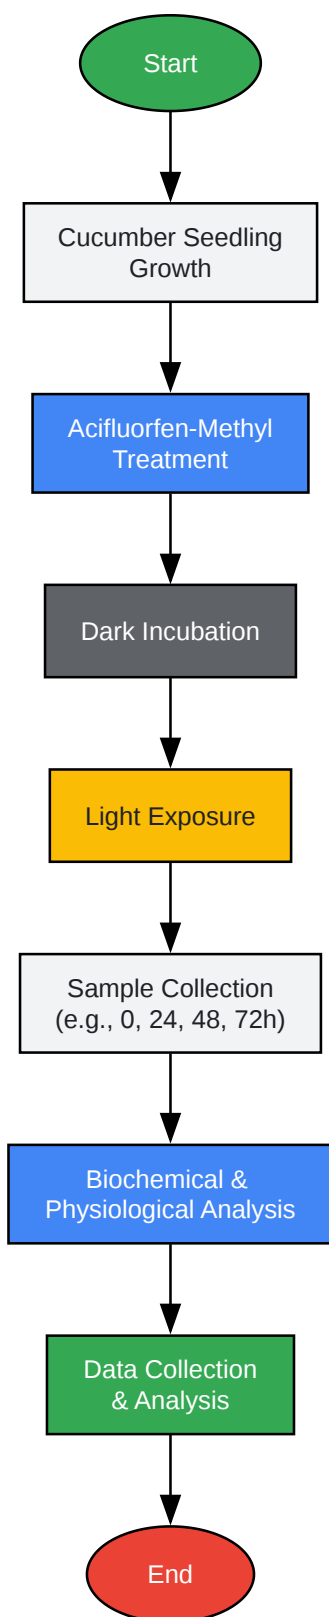 Start
Cucumber Seedling
Growth
Acifluorfen-Methyl
Treatment
Dark Incubation
Light Exposure
Sample Collection
(e.g., 0, 24, 48, 72h)
Biochemical &
Physiological Analysis
Data Collection
& Analysis
End